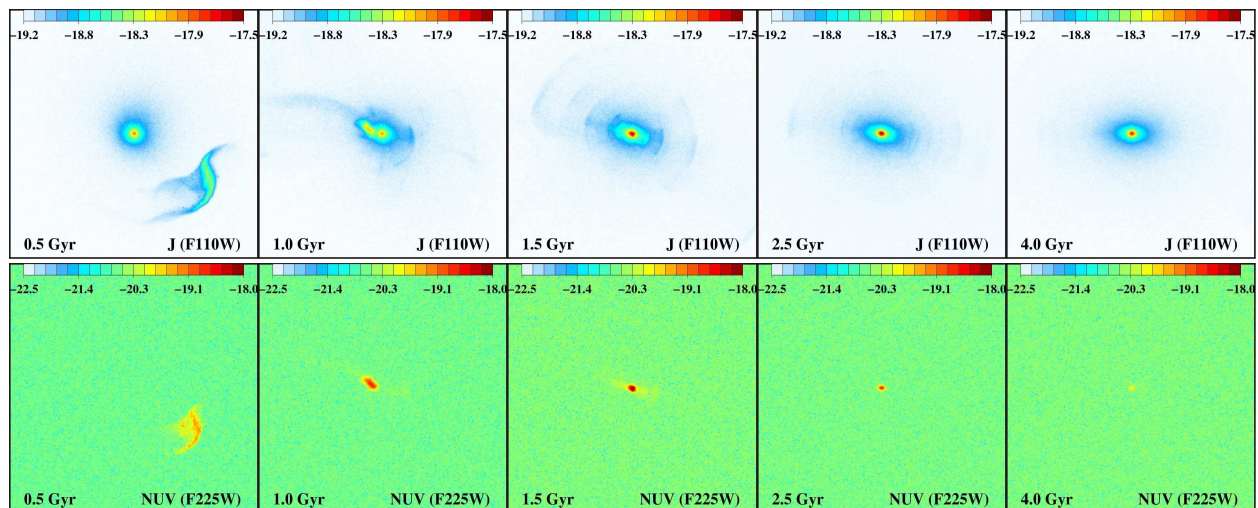 −19.2 −18.8 −18.3 −17.9 −17.5
0.5 Gyr J (F110W)
−19.2 −18.8 −18.3 −17.9 −17.5
1.0 Gyr J (F110W)
−19.2 −18.8 −18.3 −17.9 −17.5
1.5 Gyr J (F110W)
−19.2 −18.8 −18.3 −17.9 −17.5
2.5 Gyr J (F110W)
−19.2 −18.8 −18.3 −17.9 −17.5
4.0 Gyr J (F110W)
−22.5 −21.4 −20.3 −19.1 −18.0
0.5 Gyr NUV (F225W)
−22.5 −21.4 −20.3 −19.1 −18.0
1.0 Gyr NUV (F225W)
−22.5 −21.4 −20.3 −19.1 −18.0
1.5 Gyr NUV (F225W)
−22.5 −21.4 −20.3 −19.1 −18.0
2.5 Gyr NUV (F225W)
−22.5 −21.4 −20.3 −19.1 −18.0
4.0 Gyr NUV (F225W)